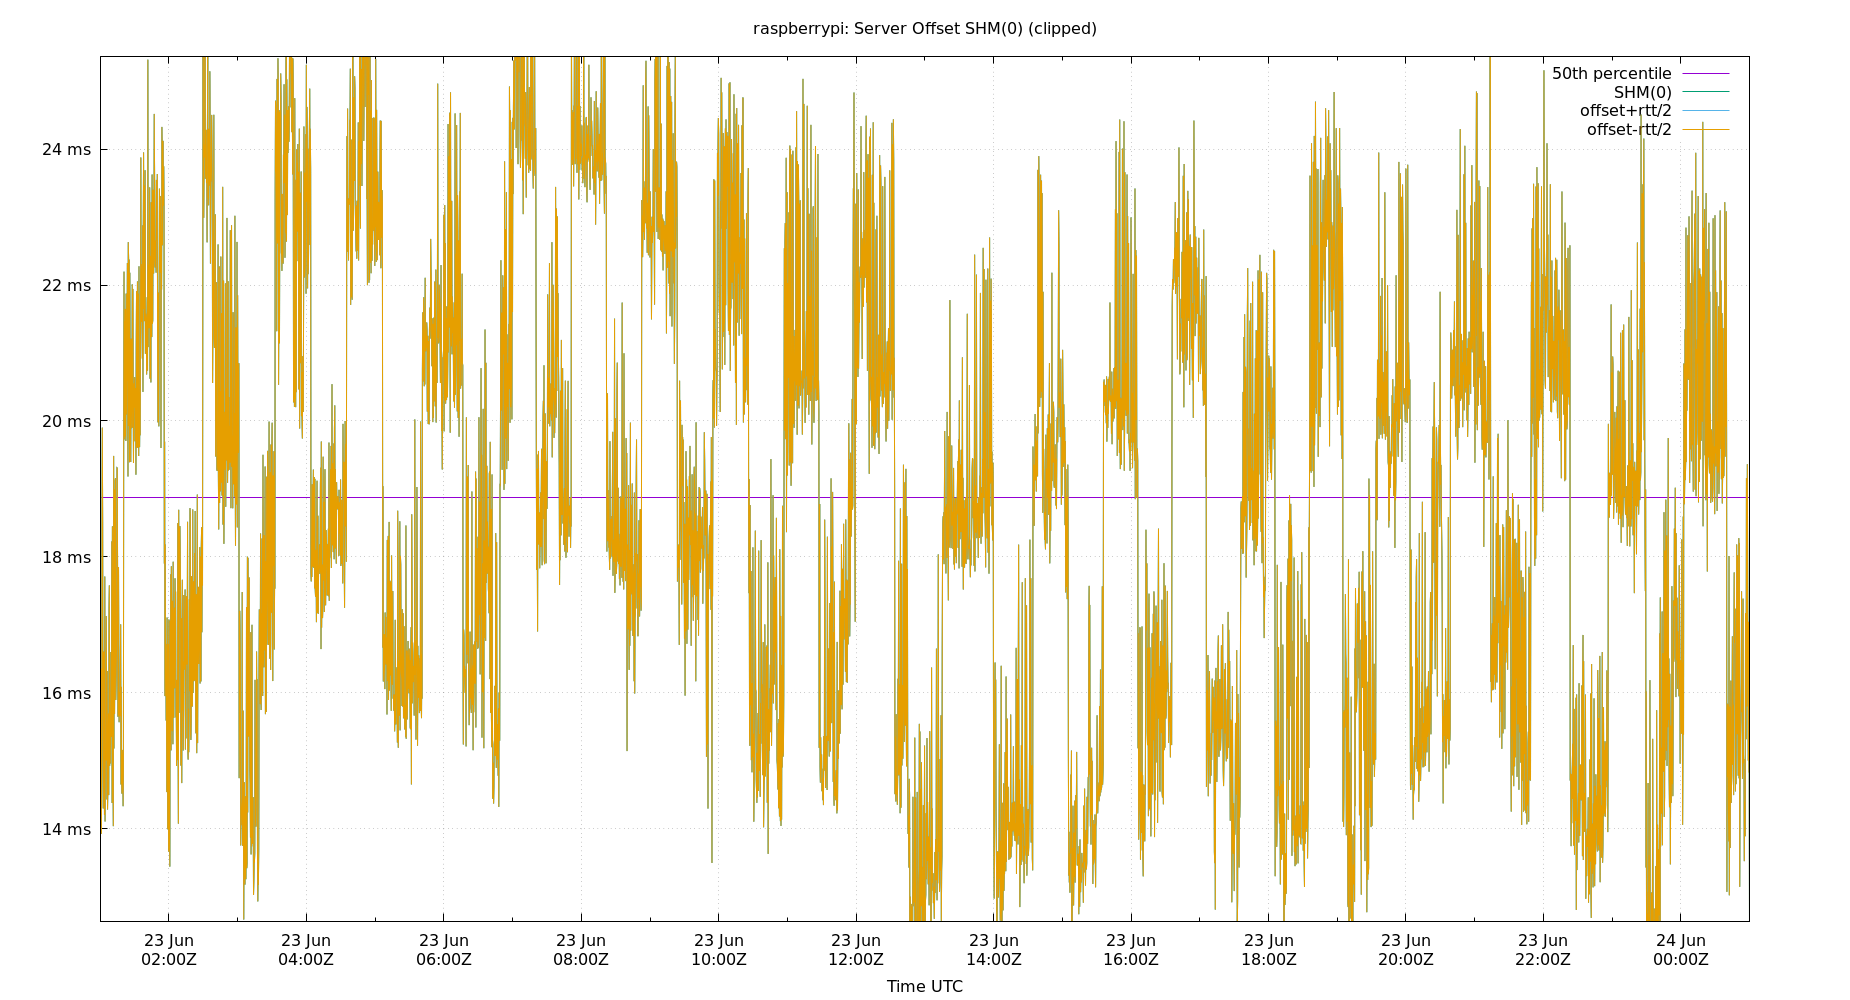 raspberrypi: Server Offset SHM(0) (clipped)
50th percentile
SHM(0)
offset+rtt/2
offset-rtt/2
24 ms
22 ms
20 ms
18 ms
16 ms
14 ms
23 Jun 23 Jun 23 Jun 23 Jun 23 Jun 23 Jun 23 Jun 23 Jun 23 Jun 23 Jun 23 Jun 24 Jun
02:00Z 04:00Z 06:00Z 08:00Z 10:00Z 12:00Z 14:00Z 16:00Z 18:00Z 20:00Z 22:00Z 00:00Z
Time UTC